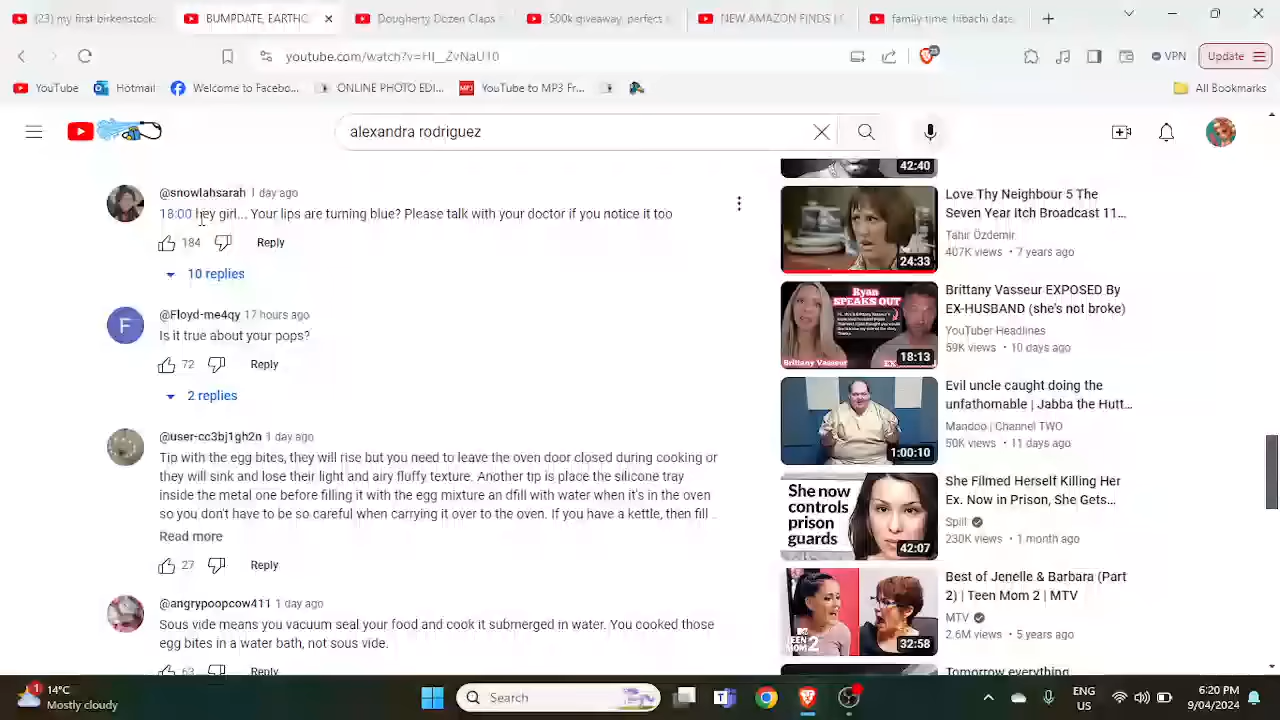 (23) my first birkenstock
BUMPDATE, EARTHQ
Dougherty Dozen Claps
500k giveaway, perfect
NEW AMAZON FINDS | C
family time, hibachi date
youtube.com/watch?v=HJ__ZvNaU10
VPN
Update
YouTube
Hotmail
Welcome to Facebo...
ONLINE PHOTO EDI...
MP3
YouTube to MP3 Fr...
All Bookmarks
alexandra rodriguez
@snowlahsarah 1 day ago
18:00 hey girl... Your lips are turning blue? Please talk with your doctor if you notice it too
184
Reply
10 replies
F
@Floyd-me4qy 17 hours ago
Is it true about your pops?
72
Reply
2 replies
@user-cc3bj1gh2n 1 day ago
Tip with the egg bites, they will rise but you need to leave the oven door closed during cooking or
they will sink and lose their light and airy fluffy texture. Another tip is place the silicone tray
inside the metal one before filling it with the egg mixture an dfill with water when it's in the oven
so you don't have to be so careful when carrying it over to the oven. If you have a kettle, then fill ...
Read more
27
Reply
@angrypoopcow411 1 day ago
Sous vide means you vacuum seal your food and cook it submerged in water. You cooked those
egg bites in a water bath, not sous vide.
63
Reply
42:40
24:33
Love Thy Neighbour 5 The
Seven Year Itch Broadcast 11...
Tahir Özdemir
407K views • 7 years ago
Ryan
SPEAKS OUT
Brittany Vasseur
18:13
Brittany Vasseur EXPOSED By
EX-HUSBAND (she's not broke)
YouTuber Headlines
59K views • 10 days ago
1:00:10
Evil uncle caught doing the
unfathomable | Jabba the Hutt...
Mandoo | Channel TWO
50K views • 11 days ago
She now
controls
prison
guards
42:07
She Filmed Herself Killing Her
Ex. Now in Prison, She Gets...
Spill
230K views • 1 month ago
TEEN
MOM 2
32:58
Best of Jenelle & Barbara (Part
2) | Teen Mom 2 | MTV
MTV
2.6M views • 5 years ago
Tomorrow everything
1
14°C
Mostly cloudy
Search
ENG
US
6:20 PM
9/04/2024